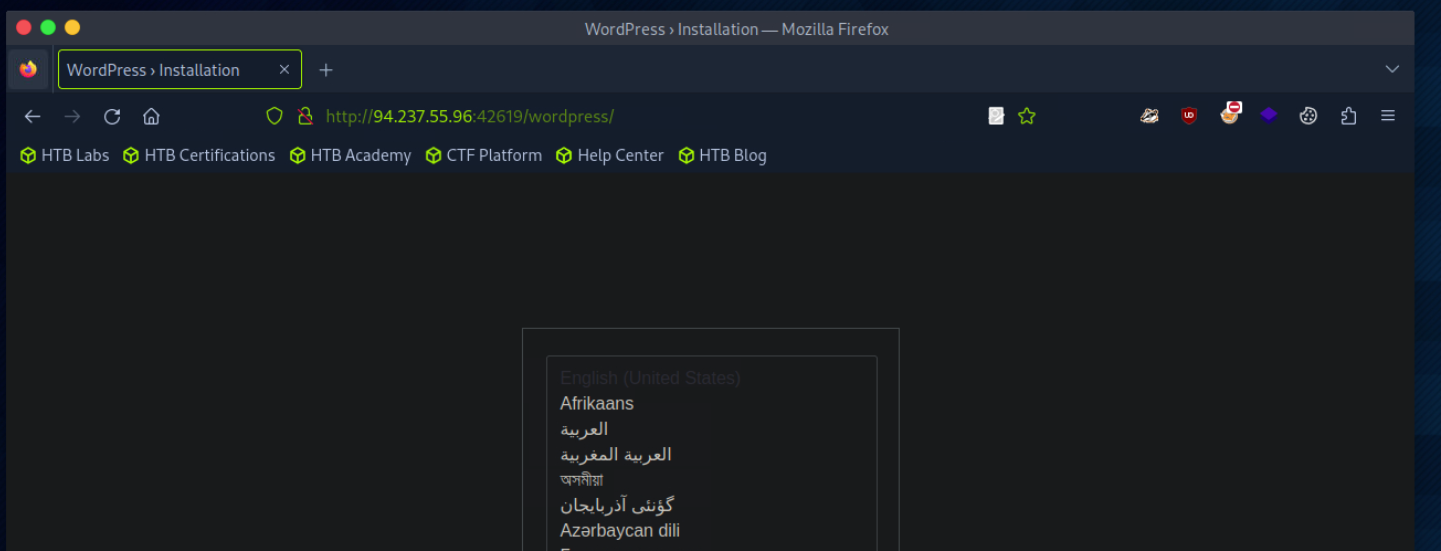 WordPress › Installation — Mozilla Firefox
WordPress › Installation
http://94.237.55.96:42619/wordpress/
HTB Labs HTB Certifications HTB Academy CTF Platform Help Center HTB Blog
English (United States)
Afrikaans
العربية
العربية المغربية
অসমীয়া
گؤنئی آذربایجان
Azərbaycan dili